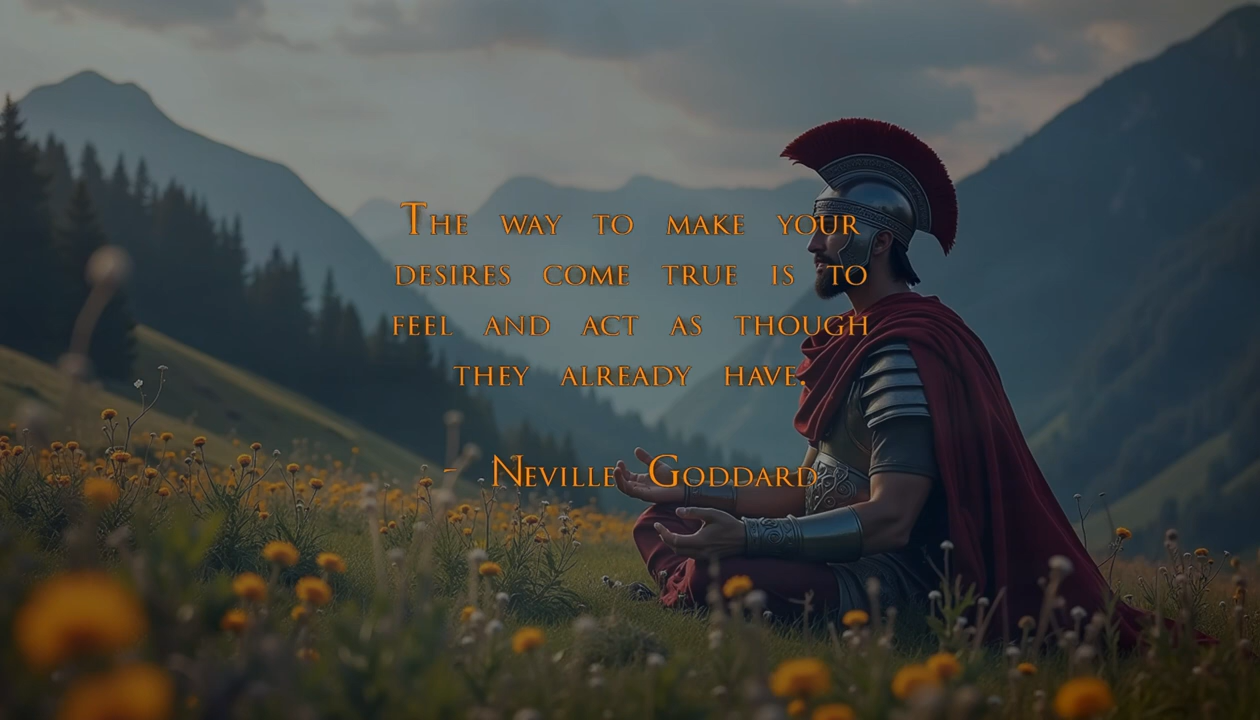 The way to make your
desires come true is to
feel and act as though
they already have.
- Neville Goddard